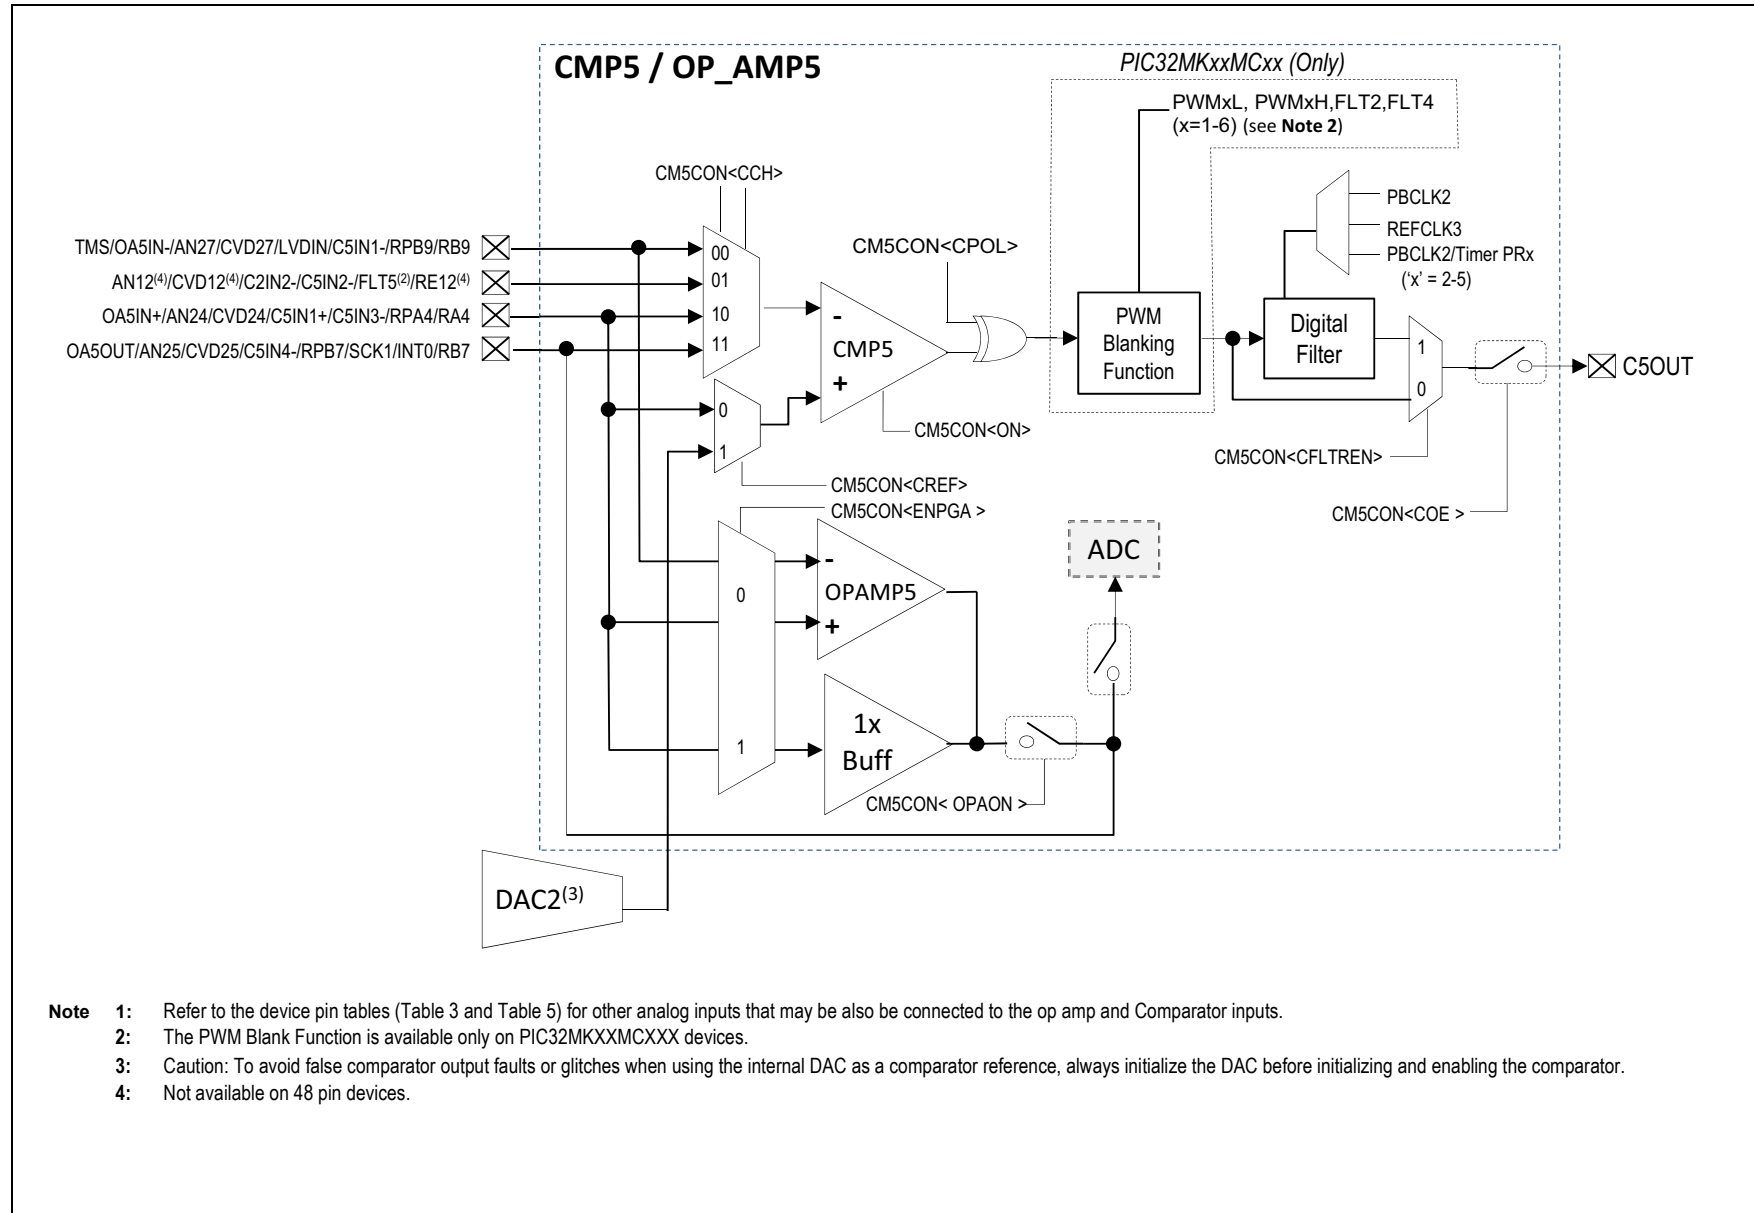 CMP5 / OP_AMP5
PIC32MKxxMCxx (Only)
PWMxL, PWMxH,FLT2,FLT4
(x=1-6) (see Note 2)
CM5CON<CCH>
PBCLK2
REFCLK3
PBCLK2/Timer PRx
('x' = 2-5)
TMS/OA5IN-/AN27/CVD27/LVDIN/C5IN1-/RPB9/RB9
AN12(4)/CVD12(4)/C2IN2-/C5IN2-/FLT5(2)/RE12(4)
OA5IN+/AN24/CVD24/C5IN1+/C5IN3-/RPA4/RA4
OA5OUT/AN25/CVD25/C5IN4-/RPB7/SCK1/INT0/RB7
00
01
10
11
CM5CON<CPOL>
-
CMP5
+
PWM
Blanking
Function
Digital
Filter
1
0
C5OUT
0
1
CM5CON<ON>
CM5CON<CFLTREN>
CM5CON<CREF>
CM5CON<ENPGA >
CM5CON<COE >
ADC
0
1
-
OPAMP5
+
1x
Buff
CM5CON< OPAON >
DAC2(3)
Note 1: Refer to the device pin tables (Table 3 and Table 5) for other analog inputs that may be also be connected to the op amp and Comparator inputs.
2: The PWM Blank Function is available only on PIC32MKXXMCXXX devices.
3: Caution: To avoid false comparator output faults or glitches when using the internal DAC as a comparator reference, always initialize the DAC before initializing and enabling the comparator.
4: Not available on 48 pin devices.